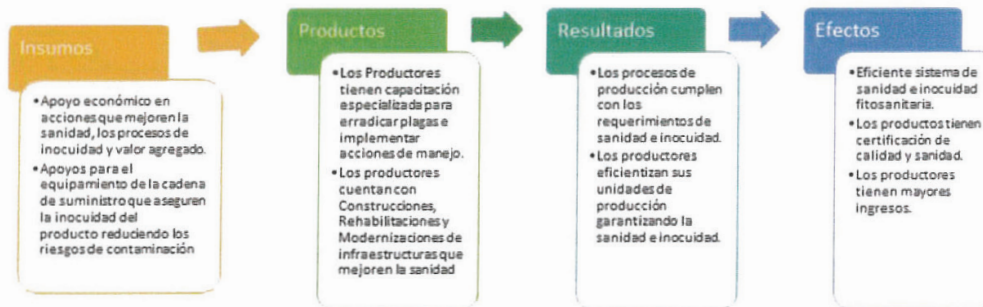 Insumos
•Apoyo económico en
acciones que mejoren la
sanidad, los procesos de
inocuidad y valor agregado.
•Apoyos para el
equipamiento de la cadena
de suministro que aseguren
la inocuidad del
producto reduciendo los
riesgos de contaminación
Productos
•Los Productores
tienen capacitación
especializada para
erradicar plagas e
implementar
acciones de manejo.
•Los productores
cuentan con
Construcciones,
Rehabilitaciones y
Modernizaciones de
infraestructuras que
mejoren la sanidad
Resultados
•Los procesos de
producción cumplen
con los
requerimientos de
sanidad e inocuidad.
•Los productores
eficientizan sus
unidades de
producción
garantizando la
sanidad e inocuidad.
Efectos
•Eficiente sistema de
sanidad e inocuidad
fitosanitaria.
•Los productos tienen
certificación de
calidad y sanidad.
•Los productores
tienen mayores
ingresos.